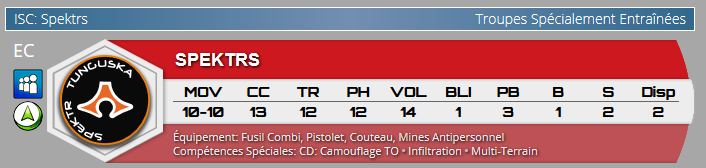 ISC: Spektrs
Troupes Spécialement Entraînées
EC
TUNGUSKA
SPEKTR
SPEKTRS
MOV CC TR PH VOL BLI PB B S Disp
10-10 13 12 12 14 1 3 1 2 2
Équipement: Fusil Combi, Pistolet, Couteau, Mines Antipersonnel
Compétences Spéciales: CD: Camouflage TO • Infiltration • Multi-Terrain